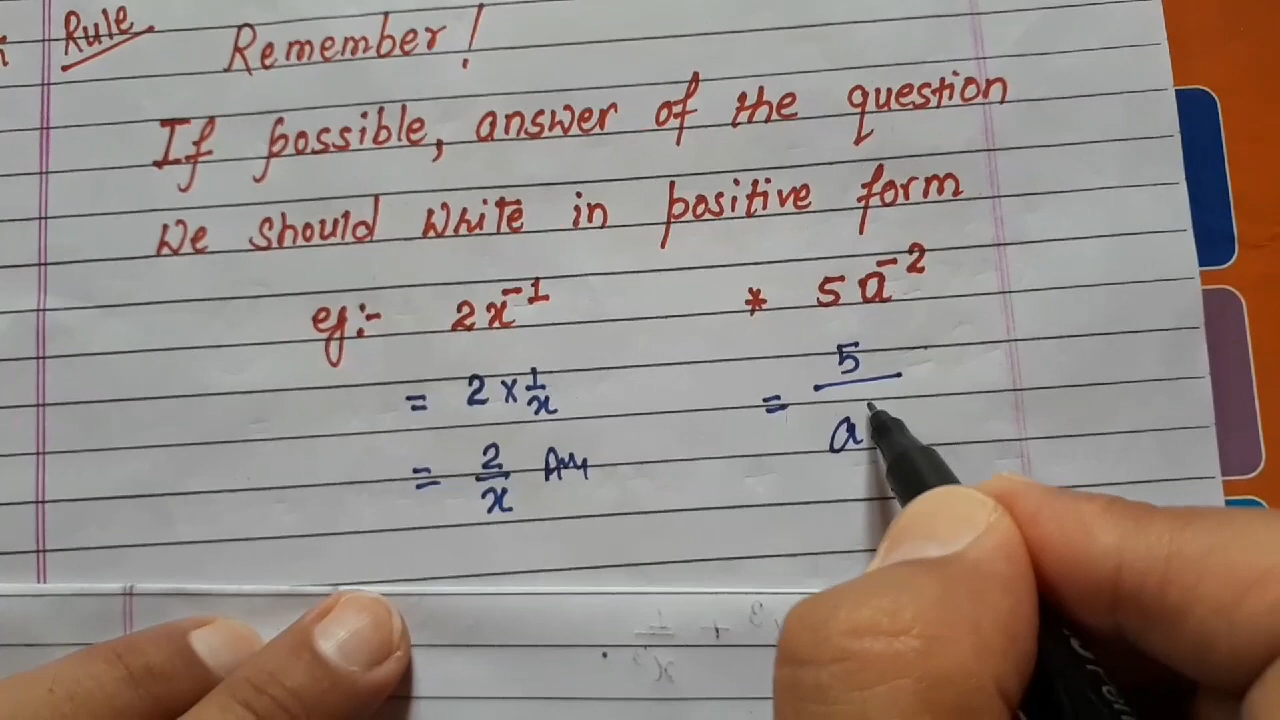 Rule Remember!
If possible, answer of the question
We should write in positive form
eg:- 2x⁻¹ * 5a⁻²
= 2 × 1/x = 5/a
= 2/x Ans